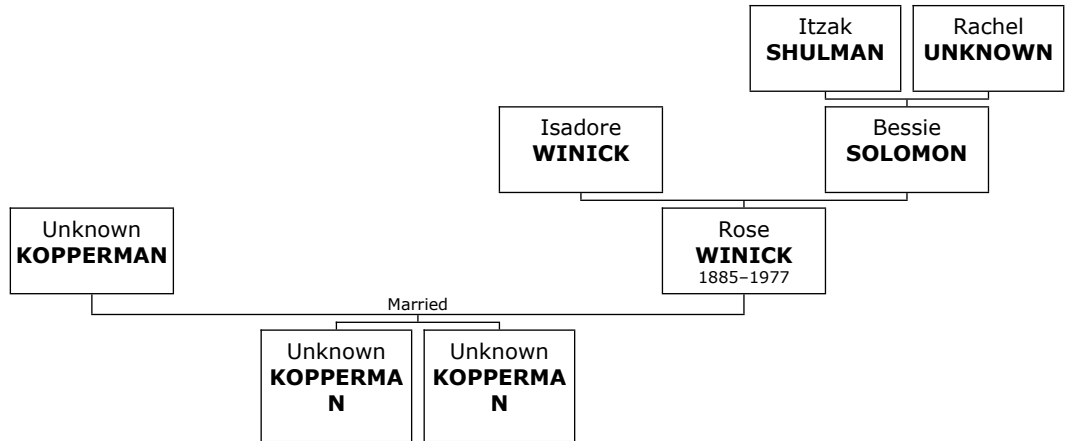 Itzak
SHULMAN
Rachel
UNKNOWN
Isadore
WINICK
Bessie
SOLOMON
Unknown
KOPPERMAN
Rose
WINICK
1885–1977
Married
Unknown
KOPPERMA
N
Unknown
KOPPERMA
N